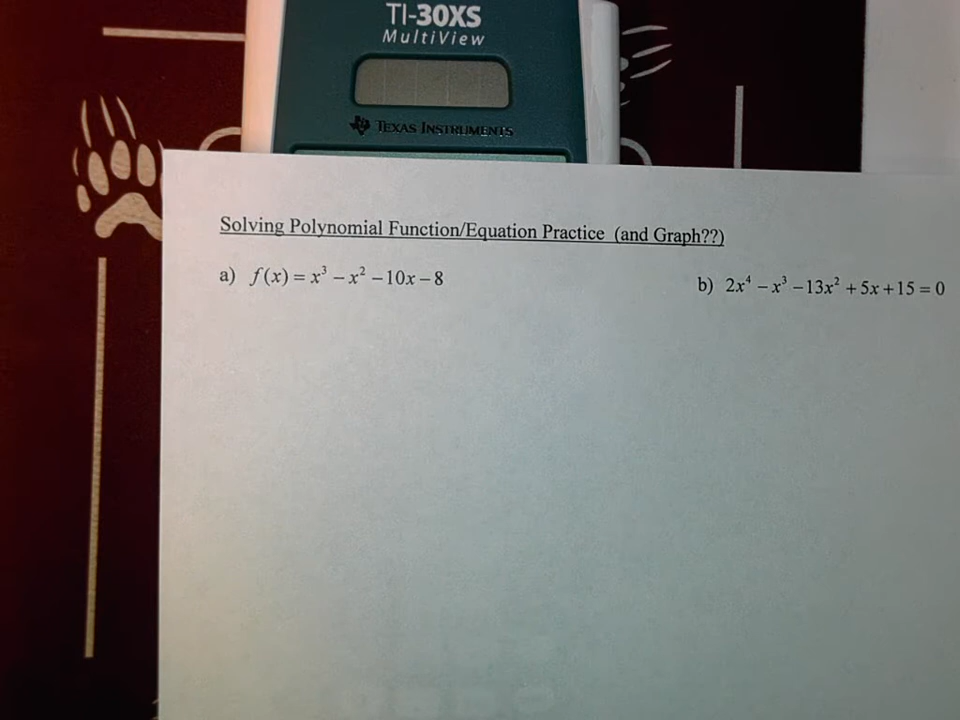 TI-30XS
MultiView
TEXAS INSTRUMENTS
Solving Polynomial Function/Equation Practice (and Graph??)
a) f(x) = x³ – x² – 10x – 8
b) 2x⁴ – x³ – 13x² + 5x + 15 = 0